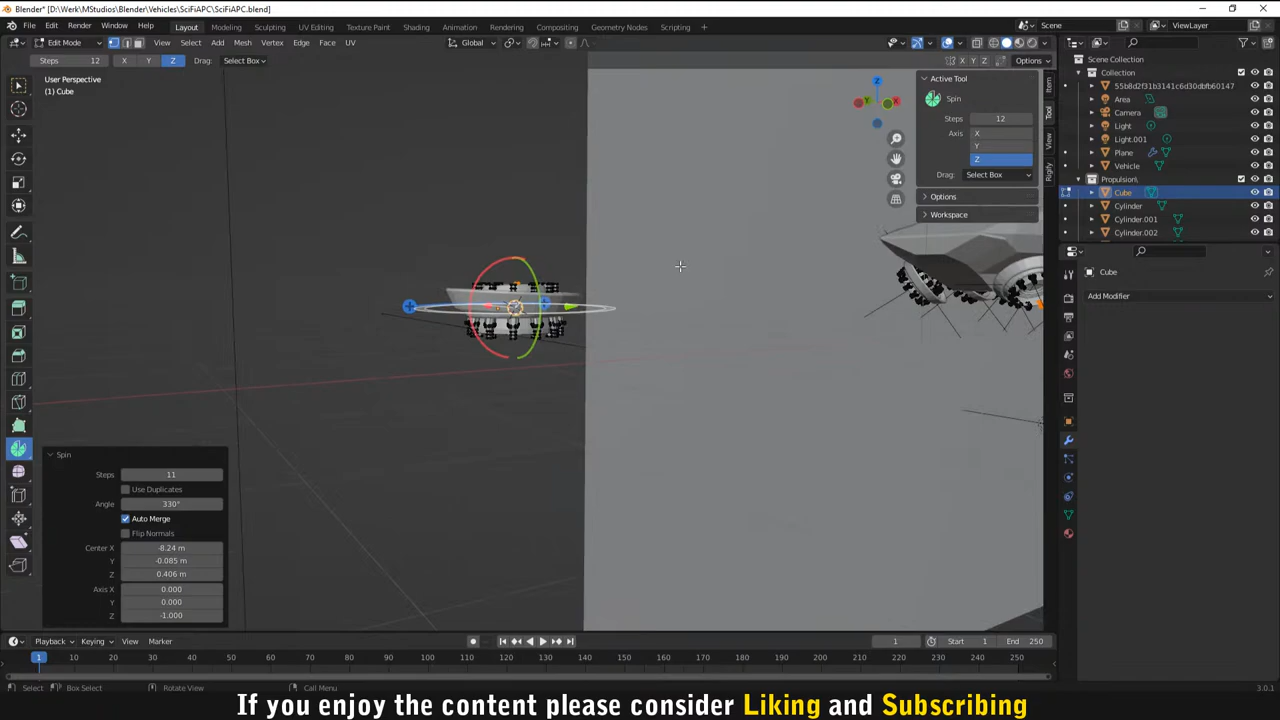 Blender* [D:\Werk\MStudios\Blender\Vehicles\SciFiAPC\SciFiAPC.blend]
File Edit Render Window Help Layout Modeling Sculpting UV Editing Texture Paint Shading Animation Rendering Compositing Geometry Nodes Scripting + Scene ViewLayer
Edit Mode View Select Add Mesh Vertex Edge Face UV Global
Steps 12 X Y Z Drag: Select Box X Y Z Options
User Perspective
(1) Cube
Z
Y
X
Active Tool
Spin
Steps 12
Axis X
Y
Z
Drag: Select Box
Options
Workspace
Item
Tool
View
Rigify
Scene Collection
Collection
55b8d2f31b3141c6d30dbfb60147
Area
Camera
Light
Light.001
Plane
Vehicle
Propulsion\
Cube
Cylinder
Cylinder.001
Cylinder.002
Cube
Add Modifier
Spin
Steps 11
Use Duplicates
Angle 330°
Auto Merge
Flip Normals
Center X -8.24 m
Y -0.085 m
Z 0.406 m
Axis X 0.000
Y 0.000
Z -1.000
Playback Keying View Marker 1 Start 1 End 250
1 10 20 30 40 50 60 70 80 90 100 110 120 130 140 150 160 170 180 190 200 210 220 230 240 250
Select Box Select Rotate View Call Menu 3.0.1
If you enjoy the content please consider Liking and Subscribing